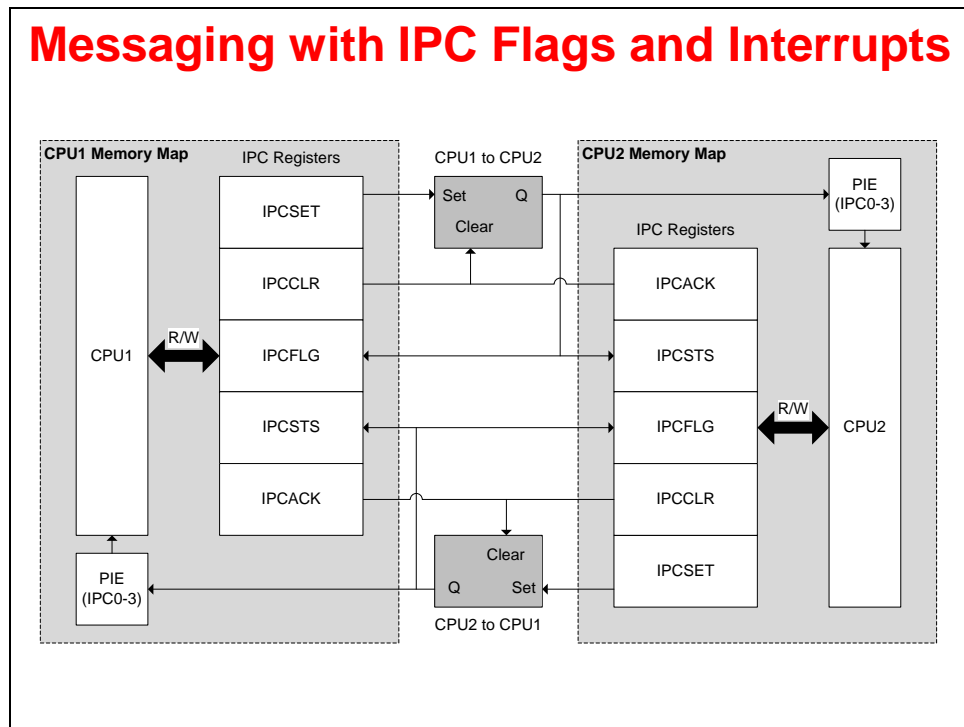 Messaging with IPC Flags and Interrupts
CPU1 Memory Map
IPC Registers
CPU1
R/W
IPCSET
IPCCLR
IPCFLG
IPCSTS
IPCACK
PIE
(IPC0-3)
CPU1 to CPU2
Set Q
Clear
Clear
Q Set
CPU2 to CPU1
CPU2 Memory Map
PIE
(IPC0-3)
IPC Registers
IPCACK
IPCSTS
IPCFLG
IPCCLR
IPCSET
R/W
CPU2